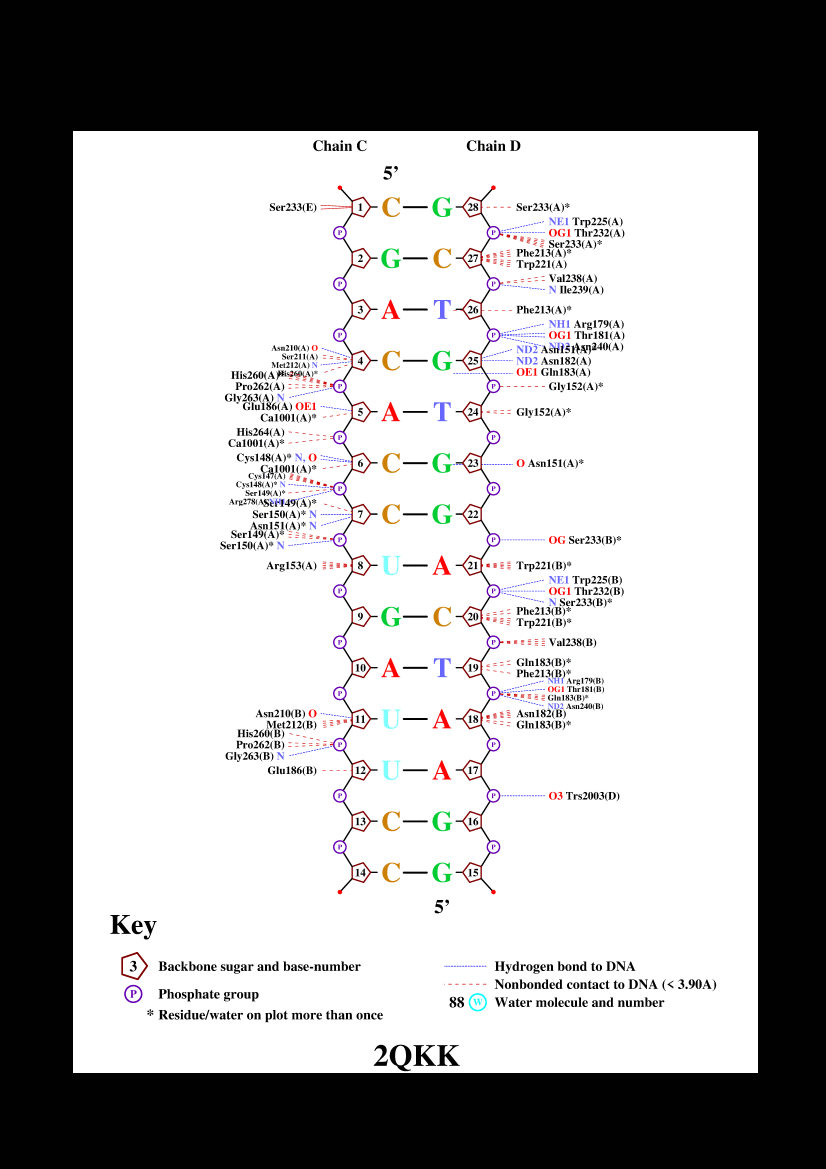 Chain C Chain D
5’
Ser233(E) 1 C G 28 Ser233(A)*
NE1 Trp225(A)
P P OG1 Thr232(A)
Ser233(A)*
Phe213(A)*
2 G C 27
Trp221(A)
Val238(A)
P P
N Ile239(A)
3 A T 26 Phe213(A)*
NH1 Arg179(A)
P P OG1 Thr181(A)
ND2 Asn240(A)
Asn210(A) O ND2 Asn151(A)*
Ser211(A)
4 C G 25 ND2 Asn182(A)
Met212(A) N
His260(A)* OE1 Gln183(A)
His260(A)*
Pro262(A) P P Gly152(A)*
Gly263(A) N
Glu186(A) OE1
5 A T 24 Gly152(A)*
Ca1001(A)*
His264(A) P P
Ca1001(A)*
Cys148(A)* N, O
6 C G 23 O Asn151(A)*
Ca1001(A)*
Cys147(A)
Cys148(A)* N P P
Ser149(A)*
Ser149(A)*
Ser150(A)* N 7 C G 22
Asn151(A)* N
Ser149(A)*
P P OG Ser233(B)*
Ser150(A)* N
Arg153(A) 8 U A 21 Trp221(B)*
NE1 Trp225(B)
P P OG1 Thr232(B)
N Ser233(B)*
Phe213(B)*
9 G C 20
Trp221(B)*
P P Val238(B)
Gln183(B)*
10 A T 19
Phe213(B)*
NH1 Arg179(B)
P P OG1 Thr181(B)
Gln183(B)*
ND2 Asn240(B)
Asn210(B) O Asn182(B)
11 U A 18
Met212(B) Gln183(B)*
His260(B)
Pro262(B) P P
Gly263(B) N
Glu186(B) 12 U A 17
P P O3 Trs2003(D)
13 C G 16
P P
14 C G 15
5’
Key
3 Backbone sugar and base-number Hydrogen bond to DNA
Nonbonded contact to DNA (< 3.90A)
P Phosphate group 88 W Water molecule and number
* Residue/water on plot more than once
2QKK